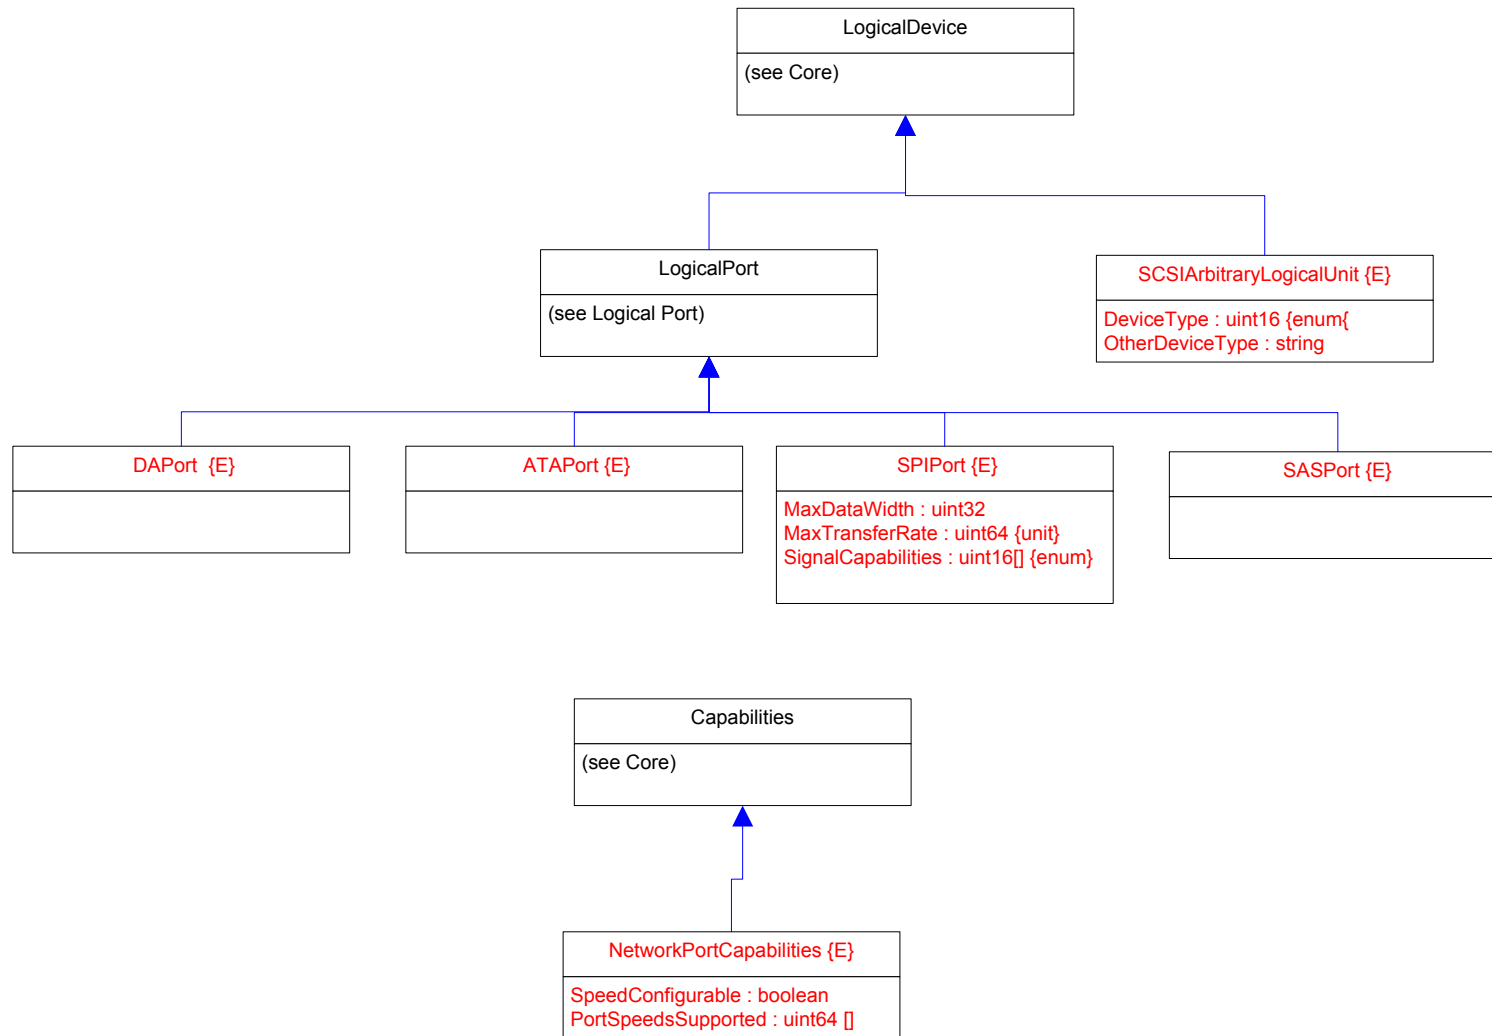 LogicalDevice
(see Core)
LogicalPort
(see Logical Port)
SCSIArbitraryLogicalUnit {E}
DeviceType : uint16 {enum{
OtherDeviceType : string
DAPort  {E}
ATAPort {E}
SPIPort {E}
MaxDataWidth : uint32
MaxTransferRate : uint64 {unit}
SignalCapabilities : uint16[] {enum}
SASPort {E}
Capabilities
(see Core)
NetworkPortCapabilities {E}
SpeedConfigurable : boolean
PortSpeedsSupported : uint64 []